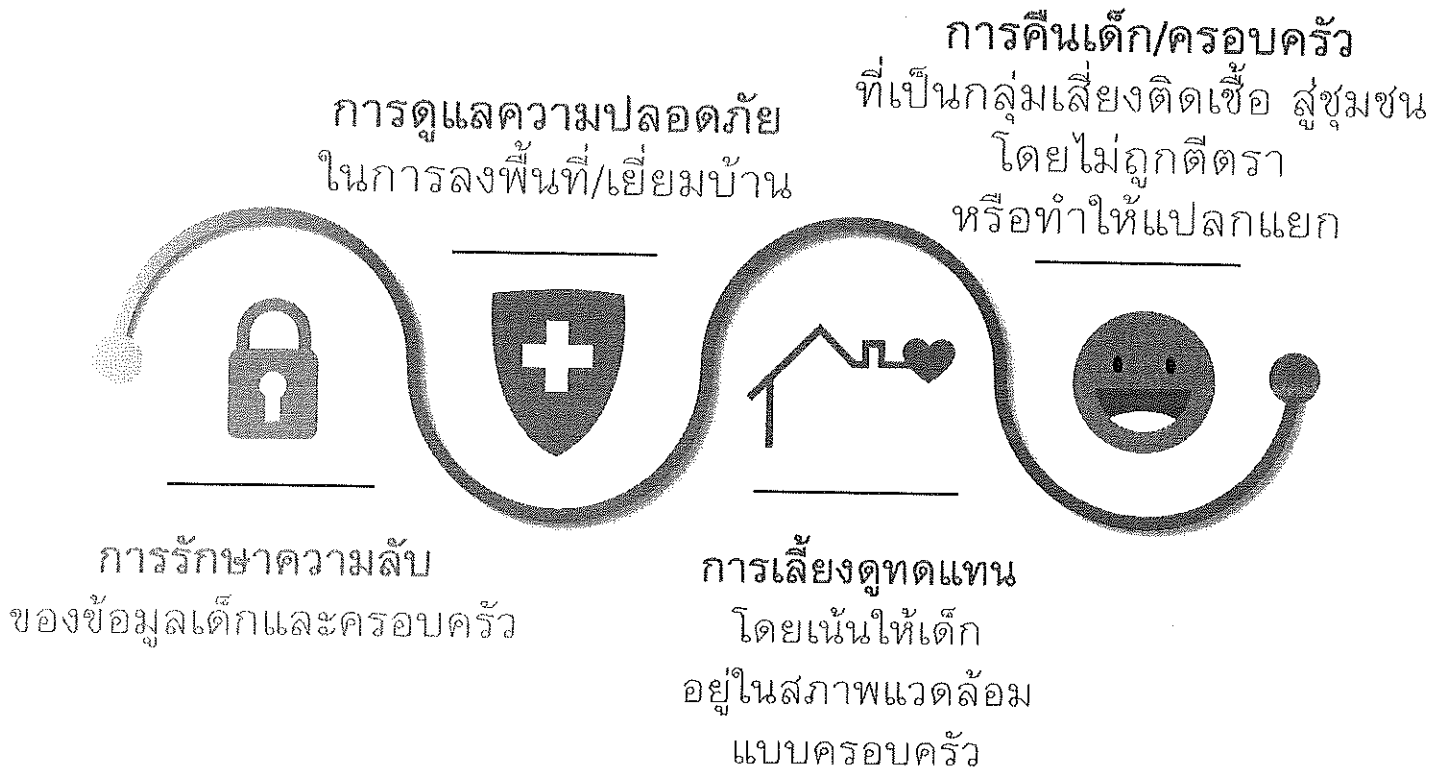 การรักษาความลับ
ของข้อมูลเด็กและครอบครัว
การดูแลความปลอดภัย
ในการลงพื้นที่/เยี่ยมบ้าน
การเลี้ยงดูทดแทน
โดยเน้นให้เด็ก
อยู่ในสภาพแวดล้อม
แบบครอบครัว
การคืนเด็ก/ครอบครัว
ที่เป็นกลุ่มเสี่ยงติดเชื้อ สู่ชุมชน
โดยไม่ถูกตีตรา
หรือทำให้แปลกแยก